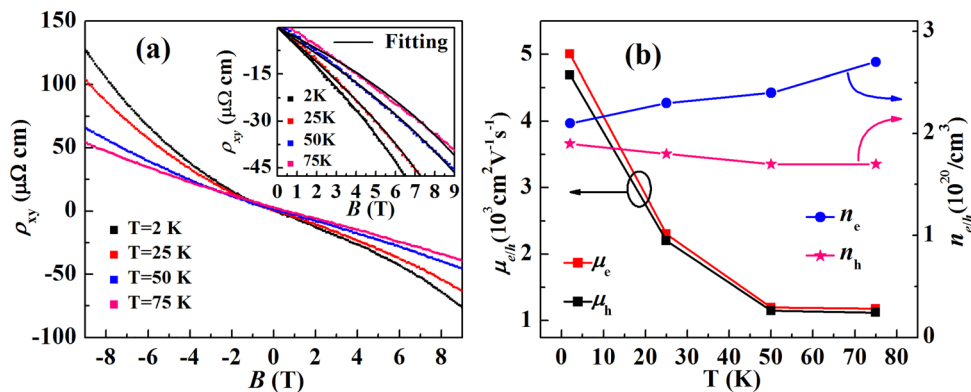 (a)
150
100
50
0
-50
-100
ρxy (μΩ cm)
-8 -6 -4 -2 0 2 4 6 8
B (T)
T=2 K
T=25 K
T=50 K
T=75 K
Fitting
0
-15
-30
-45
ρxy (μΩ cm)
2K
25K
50K
75K
0 1 2 3 4 5 6 7 8 9
B (T)
(b)
5
4
3
2
1
μe/h(10³ cm² V⁻¹ s⁻¹)
0 10 20 30 40 50 60 70 80
T (K)
3
2
1
0
ne/h(10²⁰/cm³)
μe
μh
ne
nh